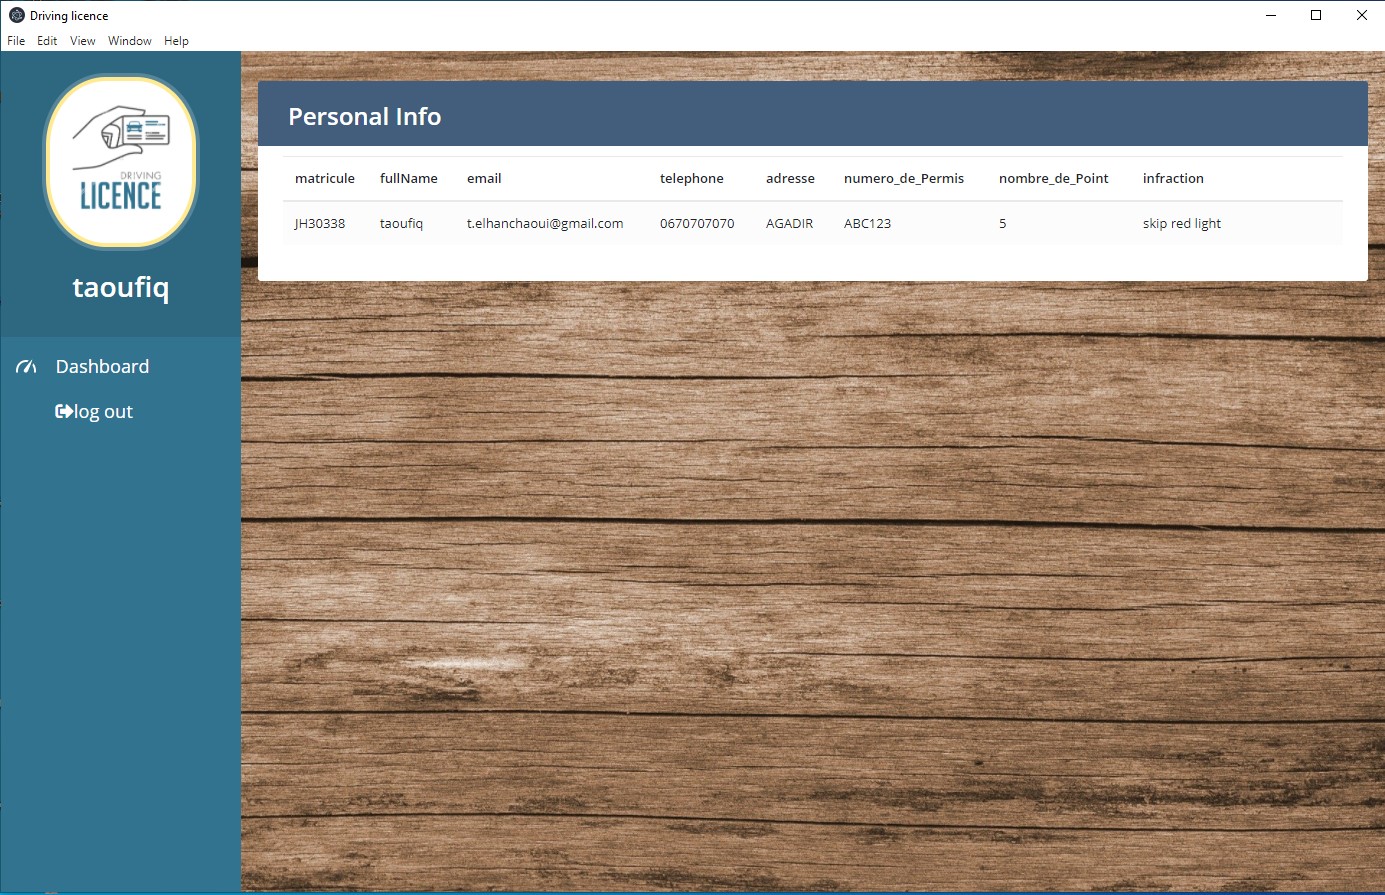 Driving licence
File Edit View Window Help
DRIVING
LICENCE
taoufiq
Dashboard
log out
Personal Info
matricule fullName email telephone adresse numero_de_Permis nombre_de_Point infraction
JH30338 taoufiq t.elhanchaoui@gmail.com 0670707070 AGADIR ABC123 5 skip red light